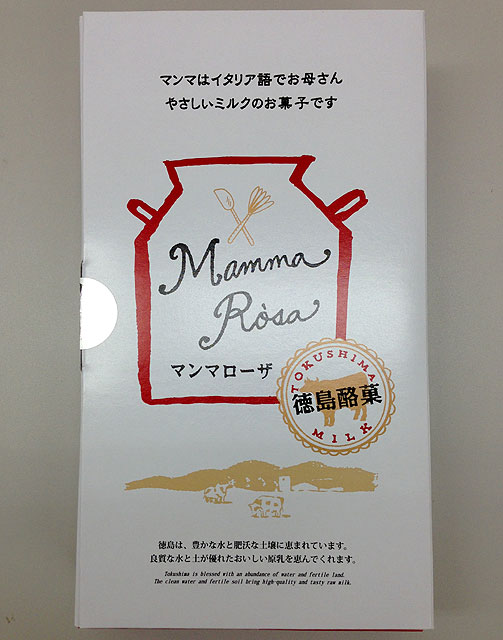 マンマはイタリア語でお母さん
やさしいミルクのお菓子です
Mamma
Ròsa
マンマローザ
TOKUSHIMA
徳島酪菓
MILK
徳島は、豊かな水と肥沃な土壌に恵まれています。
良質な水と土が優れたおいしい原乳を恵んでくれます。
Tokushima is blessed with an abundance of water and fertile land.
The clean water and fertile soil bring high-quality and tasty raw milk.